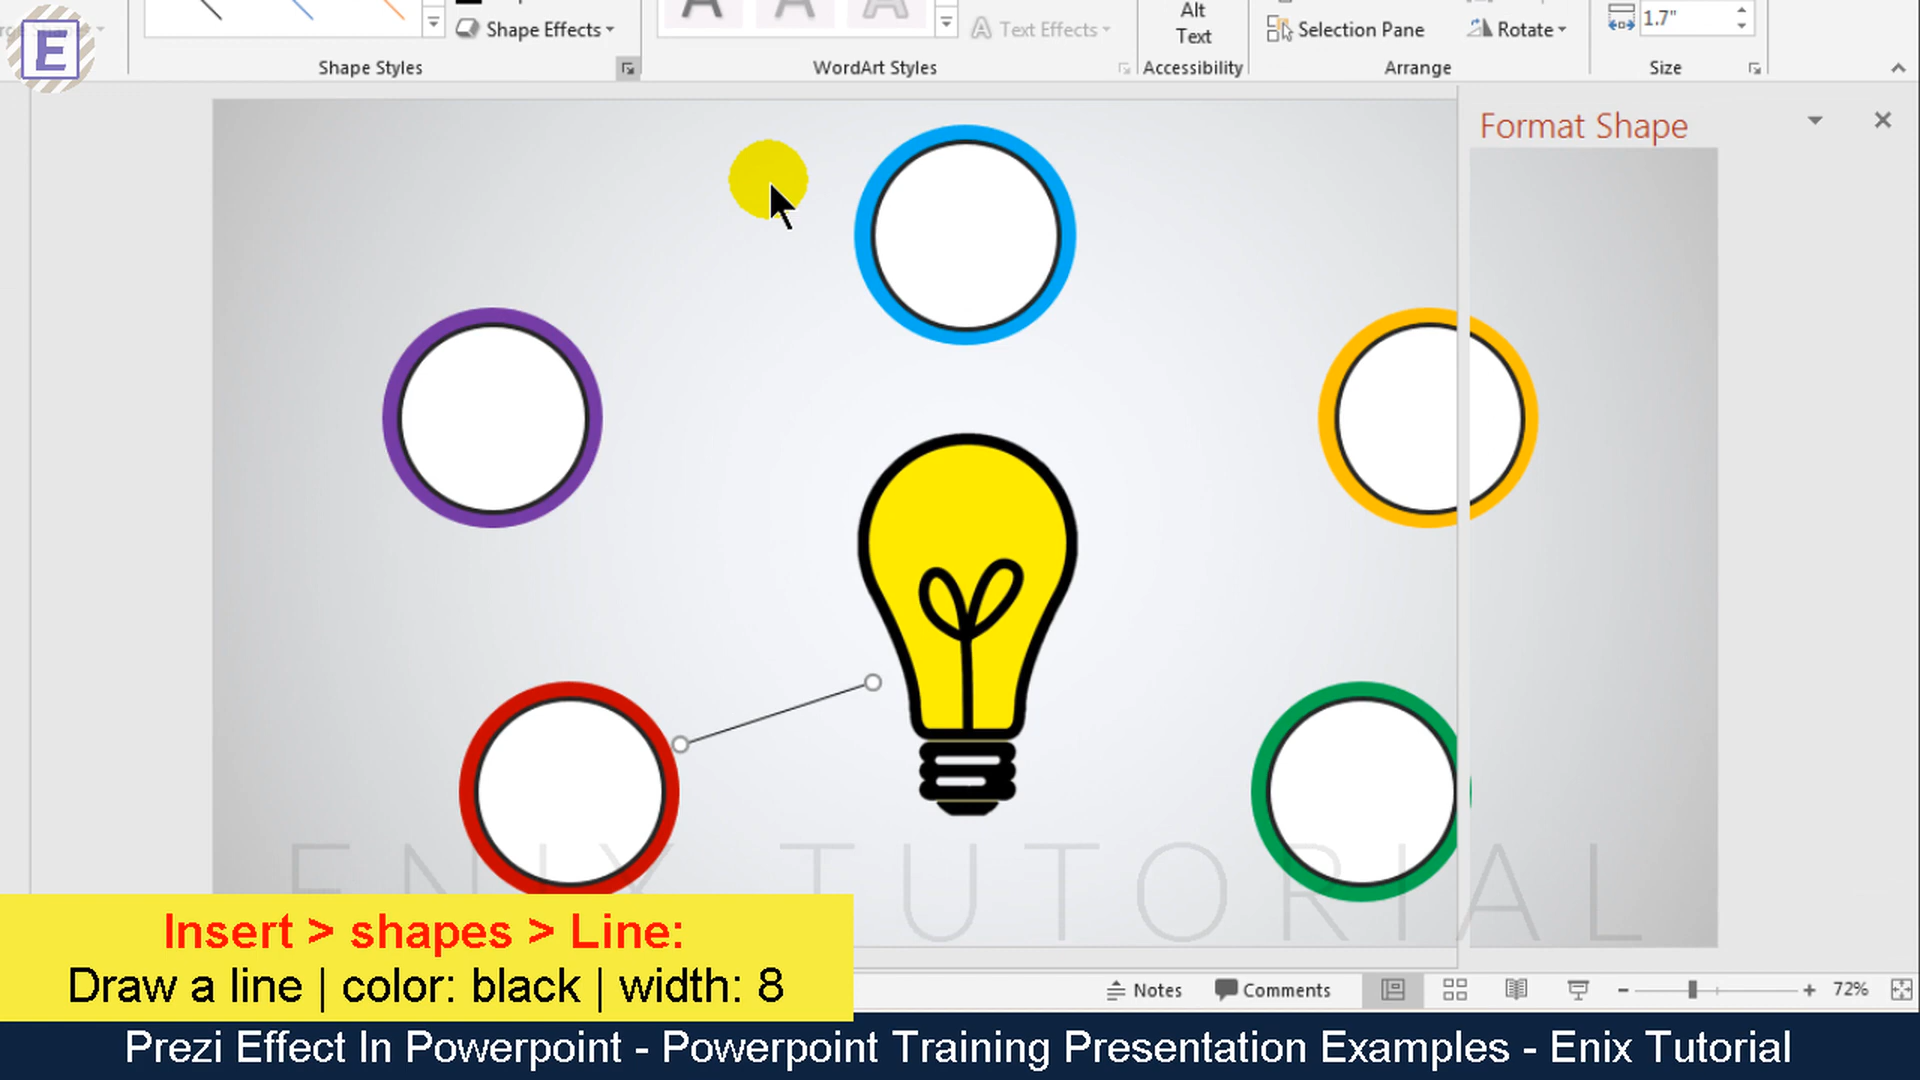 E
Shape Effects
Text Effects
Alt
Text
Selection Pane
Rotate
1.7"
Shape Styles
WordArt Styles
Accessibility
Arrange
Size
Format Shape
ENIX TUTORIAL
Insert > shapes > Line:
Draw a line | color: black | width: 8
Notes
Comments
72%
Prezi Effect In Powerpoint - Powerpoint Training Presentation Examples - Enix Tutorial